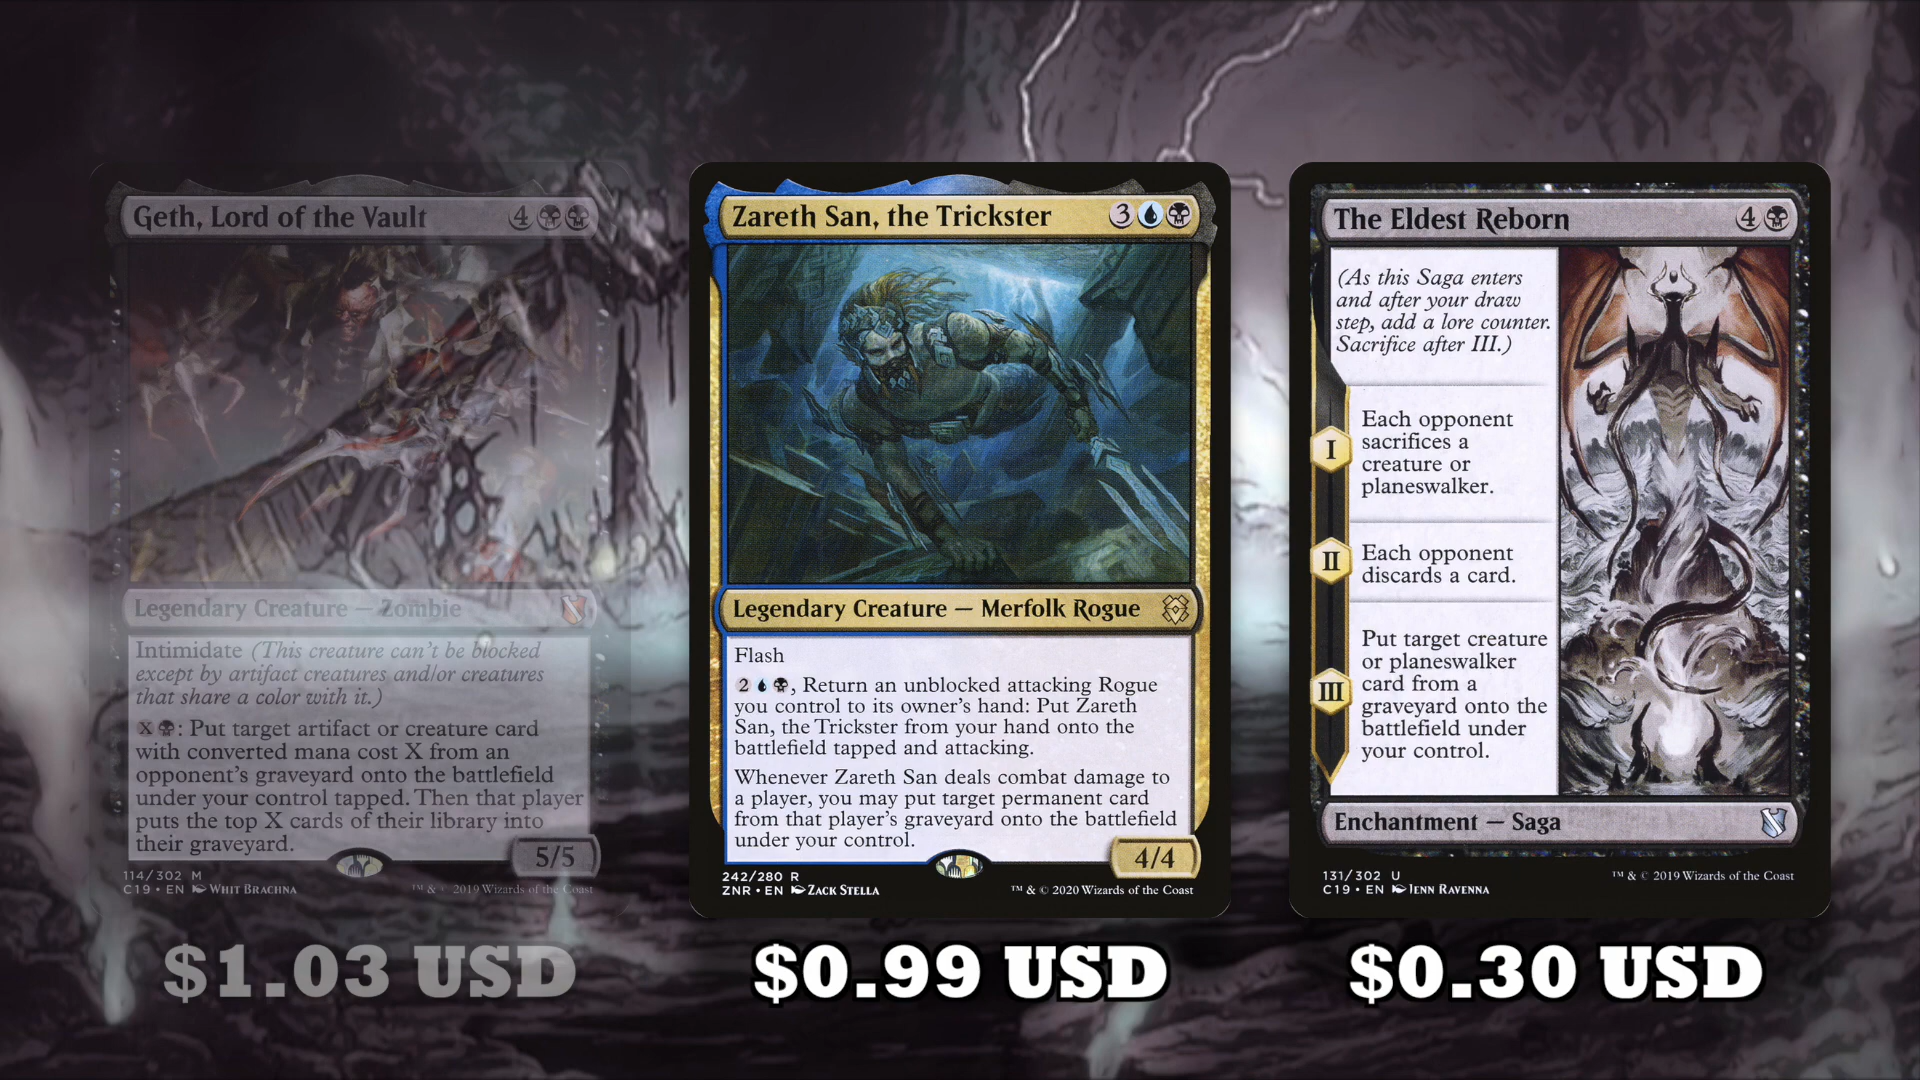 Geth, Lord of the Vault 4
Legendary Creature — Zombie
Intimidate (This creature can't be blocked
except by artifact creatures and/or creatures
that share a color with it.)
X: Put target artifact or creature card
with converted mana cost X from an
opponent's graveyard onto the battlefield
under your control tapped. Then that player
puts the top X cards of their library into
their graveyard.
5/5
114/302 M
C19 • EN Whit Brachna
™ & © 2019 Wizards of the Coast
$1.03 USD
Zareth San, the Trickster 3
Legendary Creature — Merfolk Rogue
Flash
2, Return an unblocked attacking Rogue
you control to its owner's hand: Put Zareth
San, the Trickster from your hand onto the
battlefield tapped and attacking.
Whenever Zareth San deals combat damage to
a player, you may put target permanent card
from that player's graveyard onto the battlefield
under your control.
4/4
242/280 R
ZNR • EN Zack Stella
™ & © 2020 Wizards of the Coast
$0.99 USD
The Eldest Reborn 4
(As this Saga enters
and after your draw
step, add a lore counter.
Sacrifice after III.)
I
Each opponent
sacrifices a
creature or
planeswalker.
II
Each opponent
discards a card.
III
Put target creature
or planeswalker
card from a
graveyard onto the
battlefield under
your control.
Enchantment — Saga
131/302 U
C19 • EN Jenn Ravenna
™ & © 2019 Wizards of the Coast
$0.30 USD